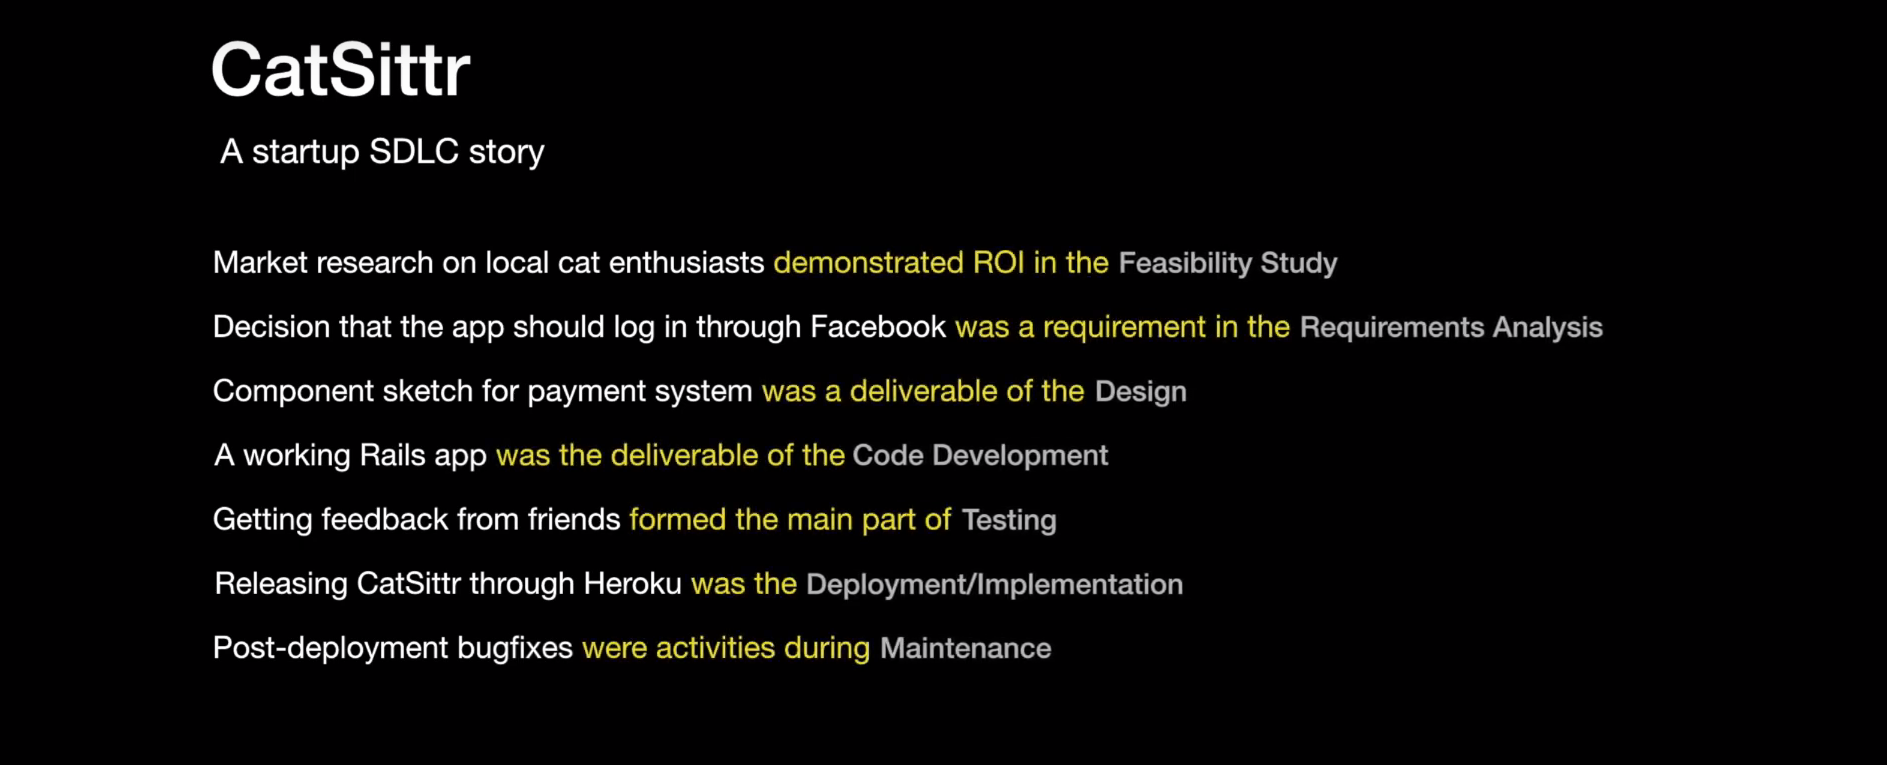 CatSittr
A startup SDLC story
Market research on local cat enthusiasts demonstrated ROI in the Feasibility Study
Decision that the app should log in through Facebook was a requirement in the Requirements Analysis
Component sketch for payment system was a deliverable of the Design
A working Rails app was the deliverable of the Code Development
Getting feedback from friends formed the main part of Testing
Releasing CatSittr through Heroku was the Deployment/Implementation
Post-deployment bugfixes were activities during Maintenance